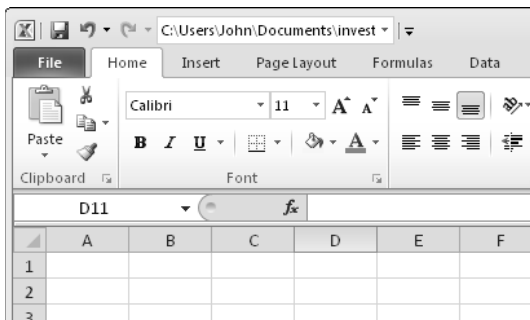 C:\Users\John\Documents\invest
File Home Insert Page Layout Formulas Data
Calibri 11 A A
Paste B I U A
Clipboard Font
D11 fx
A B C D E F
1
2
3